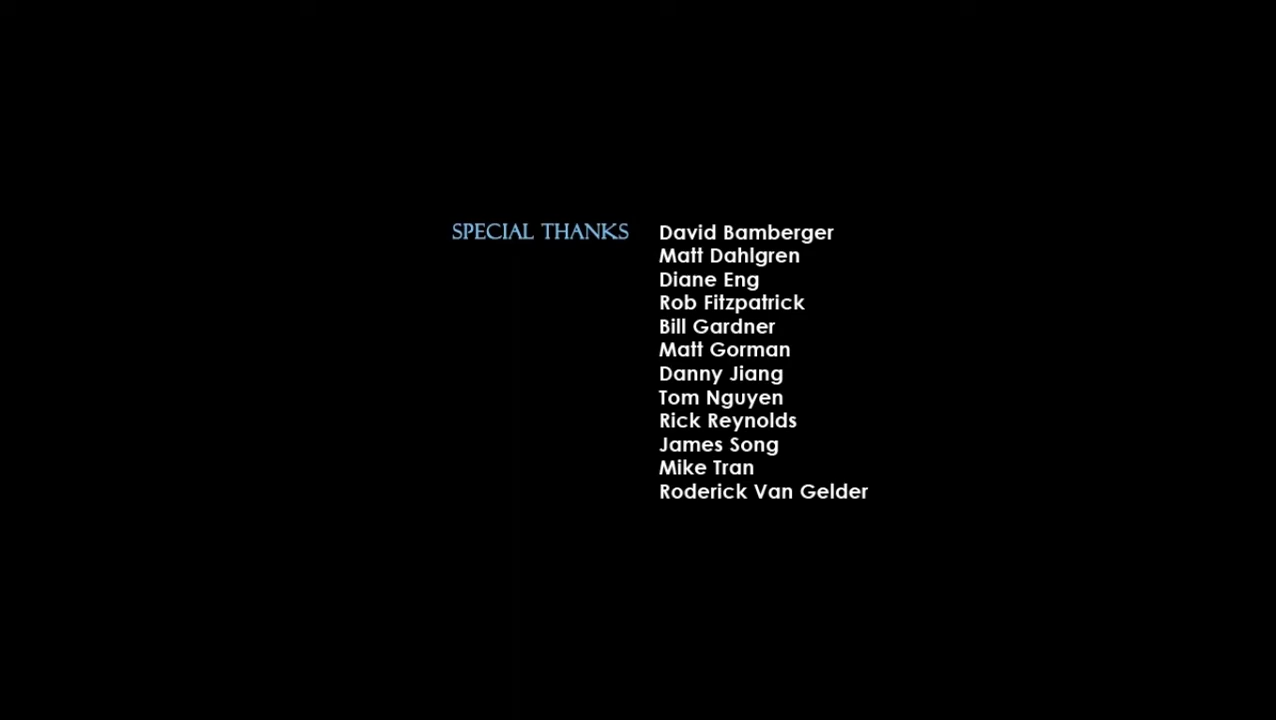 SPECIAL THANKS David Bamberger
Matt Dahlgren
Diane Eng
Rob Fitzpatrick
Bill Gardner
Matt Gorman
Danny Jiang
Tom Nguyen
Rick Reynolds
James Song
Mike Tran
Roderick Van Gelder